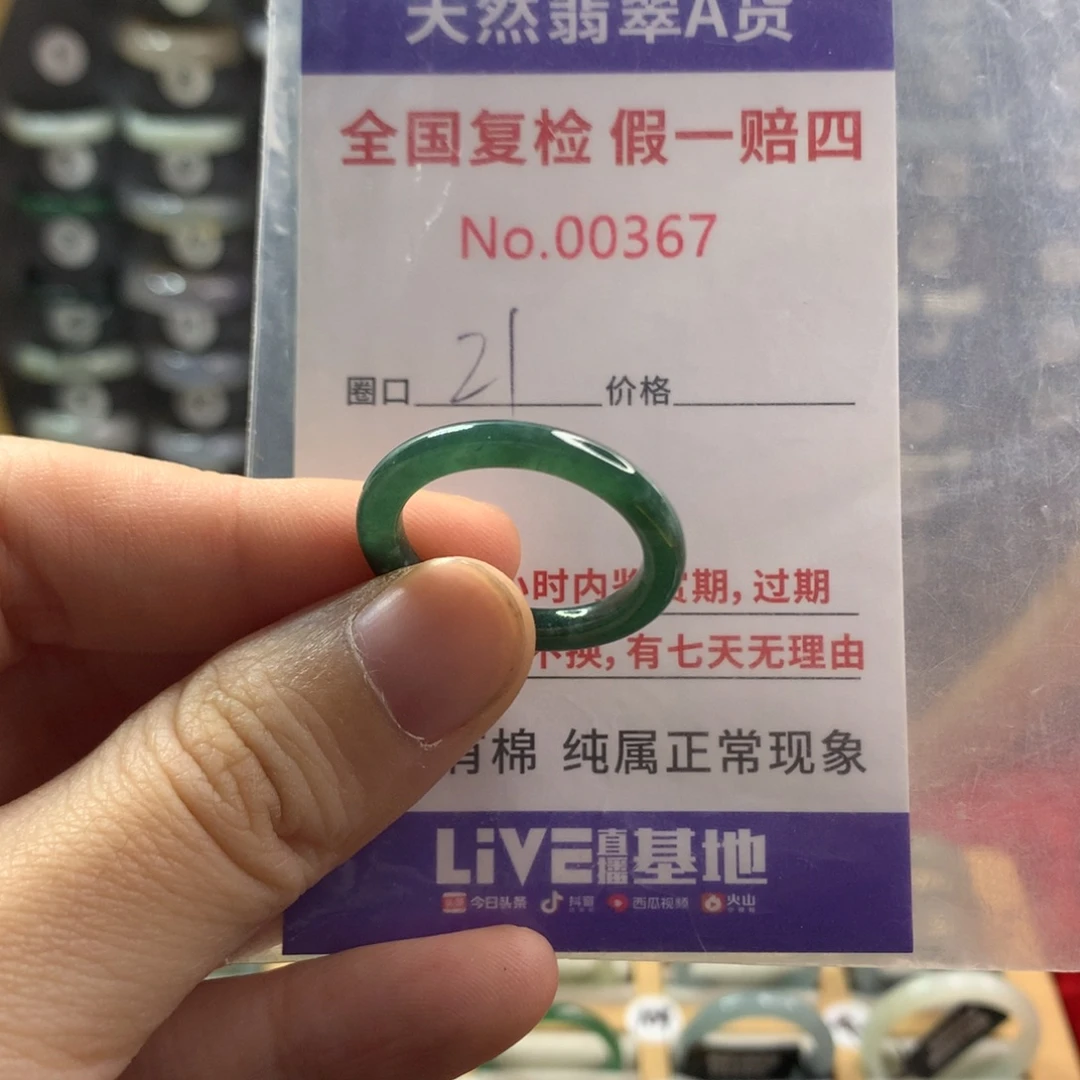 天然翡翠A货
全国复检 假一赔四
No.00367
圈口 21 价格
小时内鉴赏期，过期
不换，有七天无理由
有棉 纯属正常现象
LiVE直播基地
今日头条 抖音 西瓜视频 火山